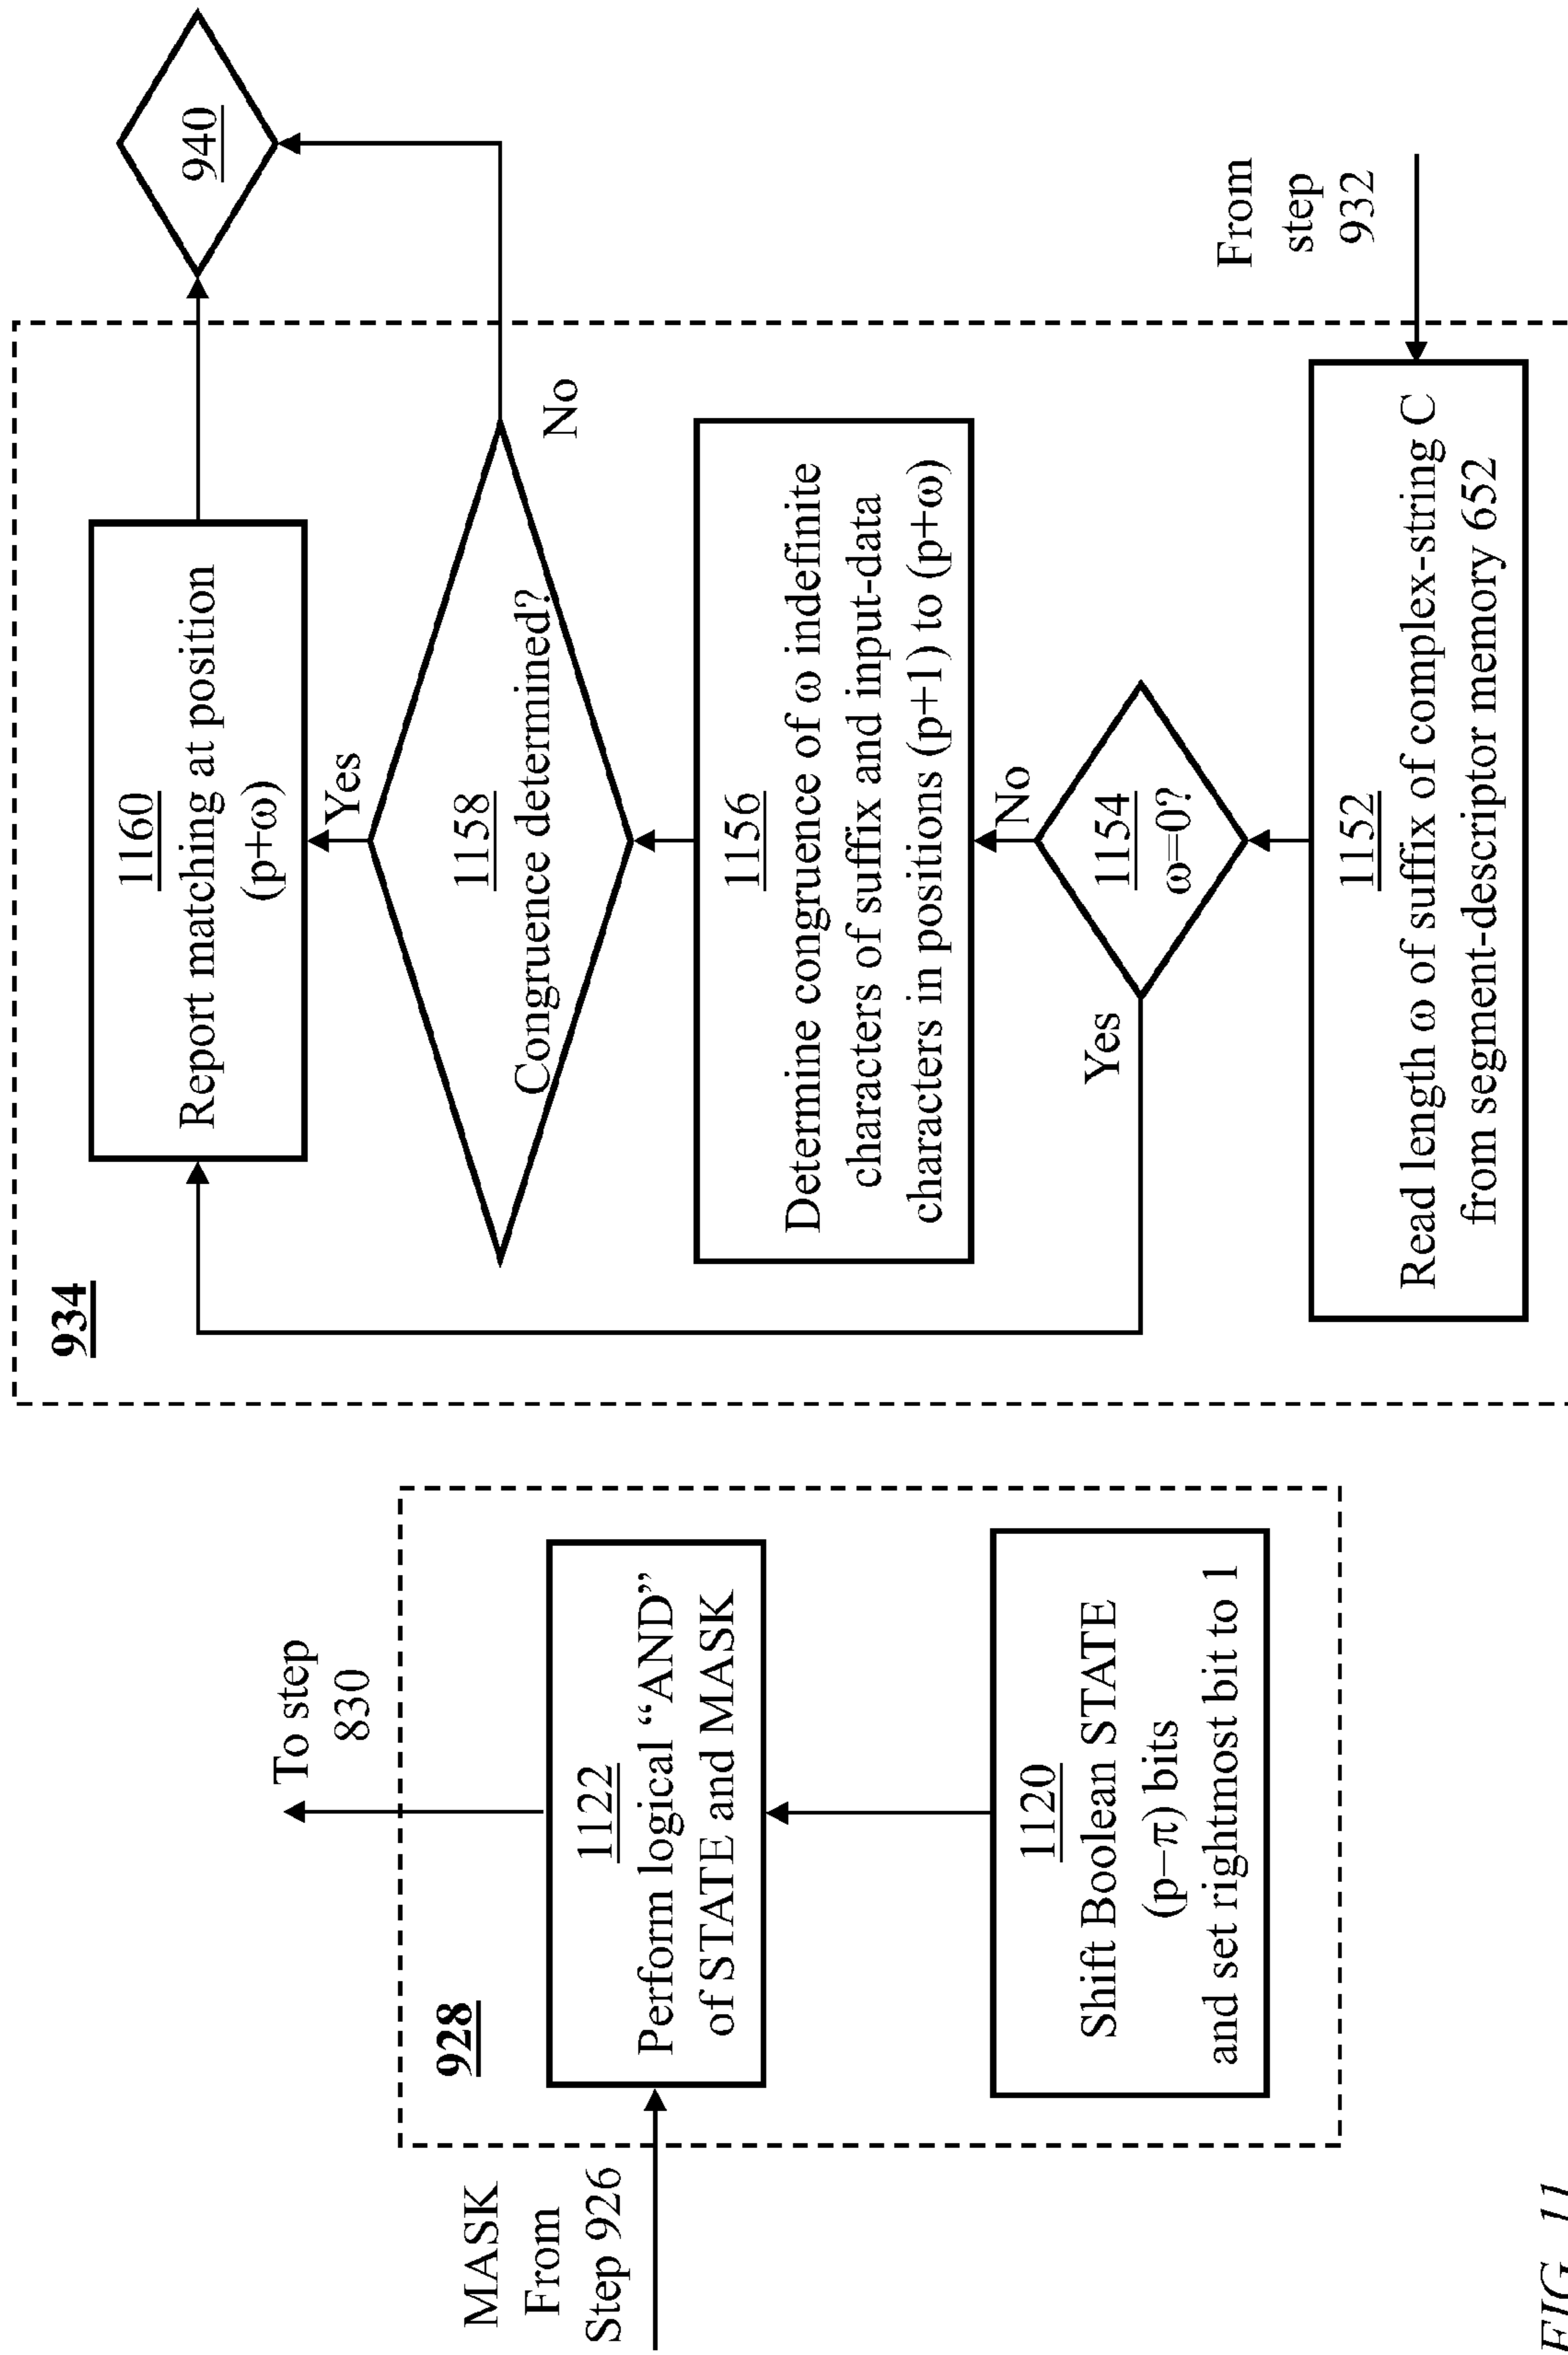 MASK
From
Step 926
To step
830
928
1122
Perform logical “AND”
of STATE and MASK
1120
Shift Boolean STATE
(p−π) bits
and set rightmost bit to 1
934
1160
Report matching at position
(p+ω)
Yes
940
1158
Congruence determined?
No
1156
Determine congruence of ω indefinite
characters of suffix and input-data
characters in positions (p+1) to (p+ω)
No
Yes
1154
ω=0?
From
step
932
1152
Read length ω of suffix of complex-string C
from segment-descriptor memory 652
FIG. 11